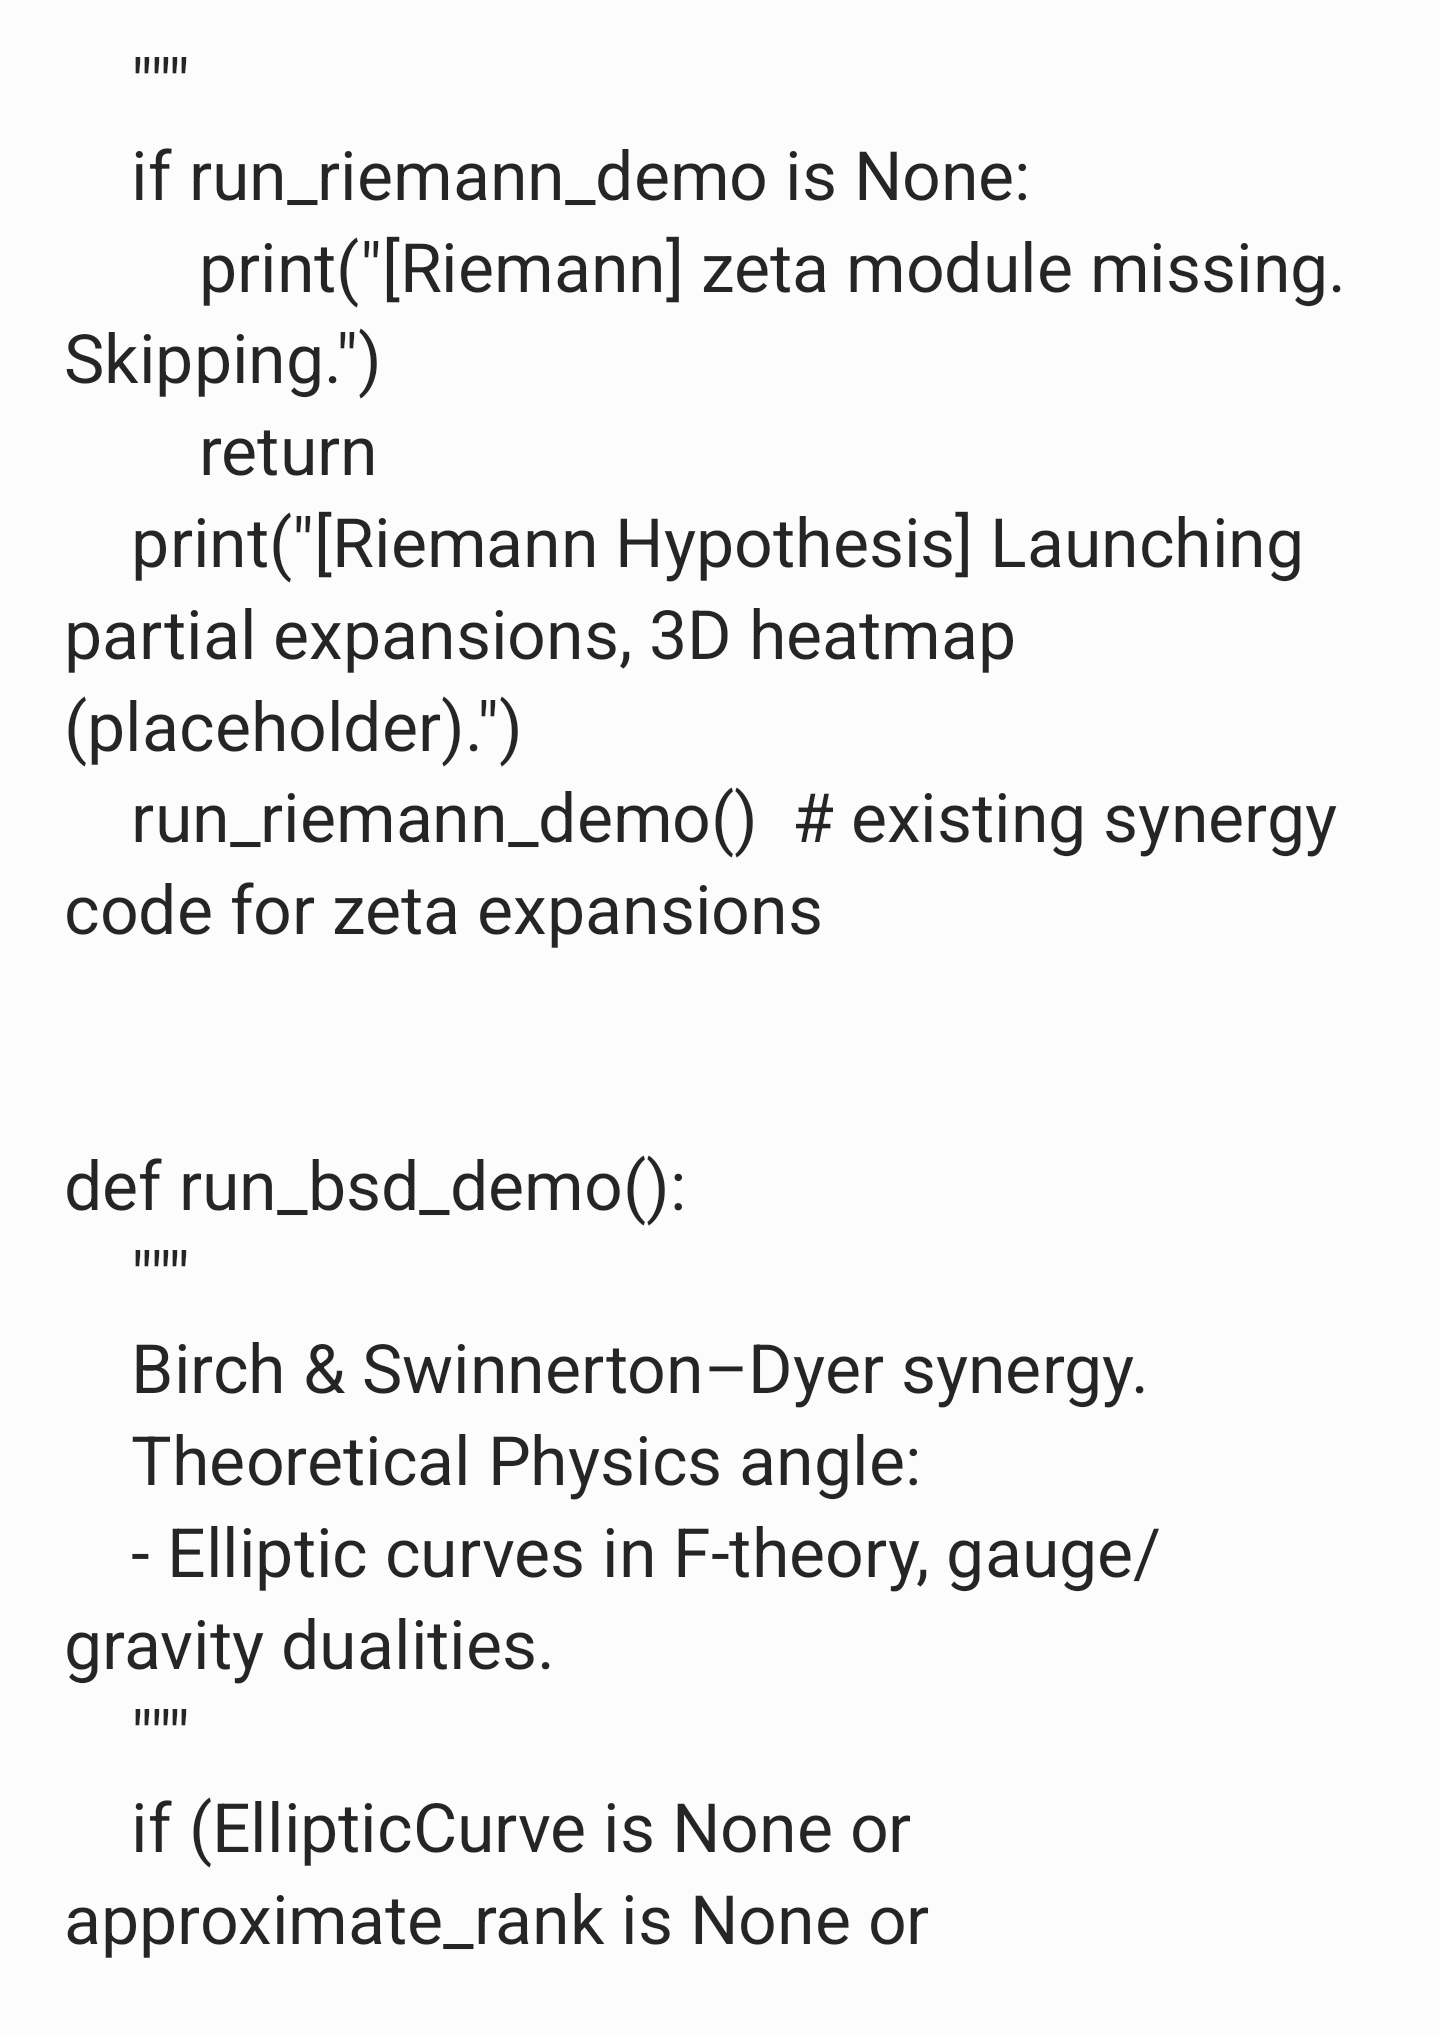 """
if run_riemann_demo is None:
print("[Riemann] zeta module missing.
Skipping.")
return
print("[Riemann Hypothesis] Launching
partial expansions, 3D heatmap
(placeholder).")
run_riemann_demo()  # existing synergy
code for zeta expansions
def run_bsd_demo():
"""
Birch & Swinnerton–Dyer synergy.
Theoretical Physics angle:
- Elliptic curves in F-theory, gauge/
gravity dualities.
"""
if (EllipticCurve is None or
approximate_rank is None or